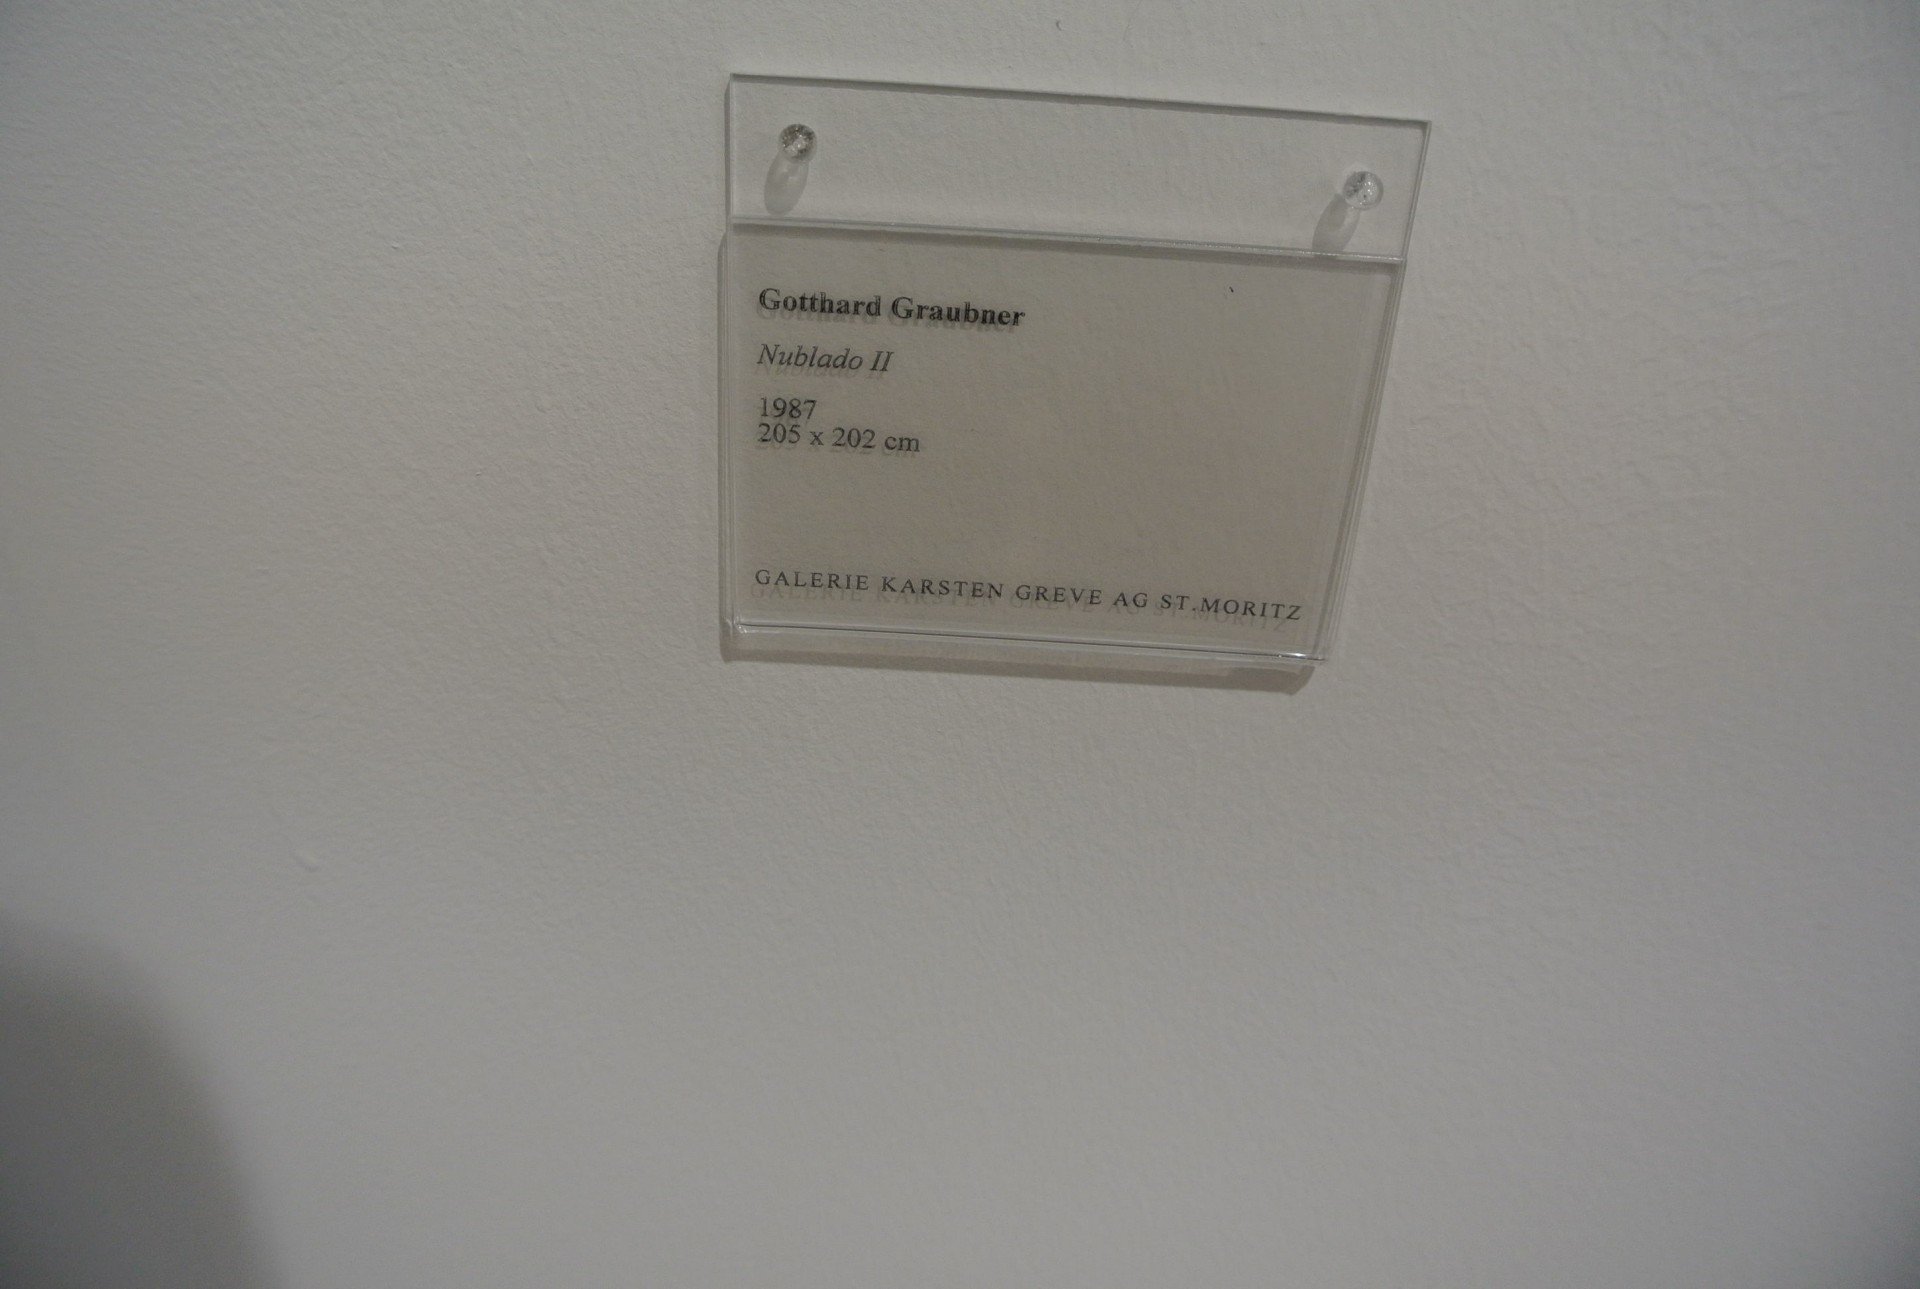 Gotthard Graubner
Nublado II
1987
205 x 202 cm
GALERIE KARSTEN GREVE AG ST.MORITZ